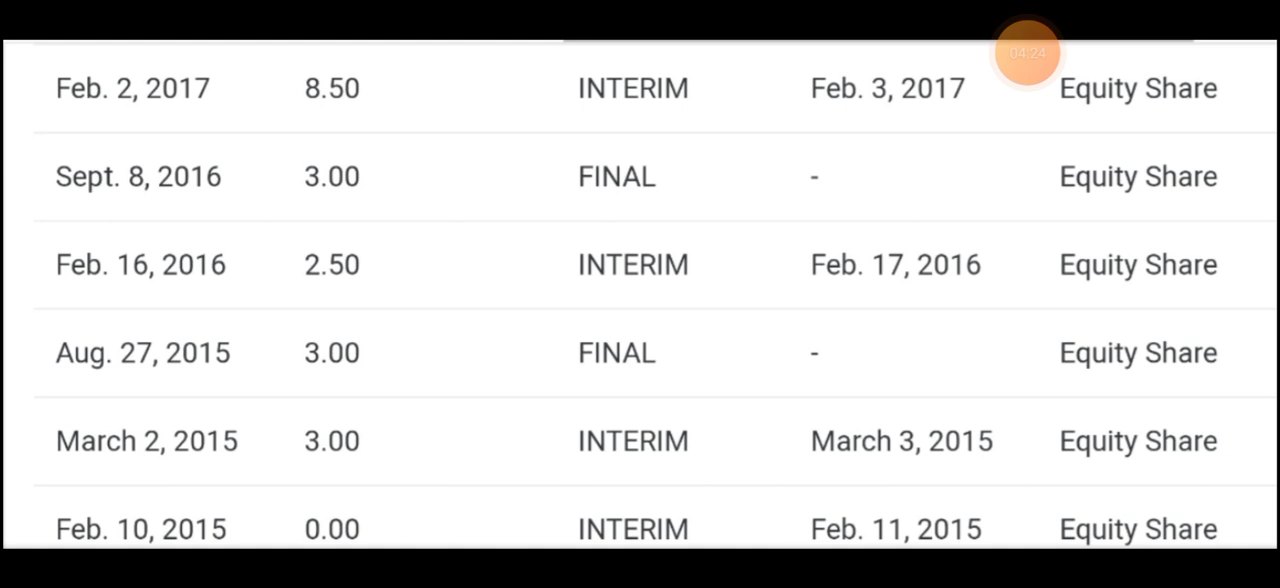 04:24
Feb. 2, 2017 8.50 INTERIM Feb. 3, 2017 Equity Share
Sept. 8, 2016 3.00 FINAL - Equity Share
Feb. 16, 2016 2.50 INTERIM Feb. 17, 2016 Equity Share
Aug. 27, 2015 3.00 FINAL - Equity Share
March 2, 2015 3.00 INTERIM March 3, 2015 Equity Share
Feb. 10, 2015 0.00 INTERIM Feb. 11, 2015 Equity Share